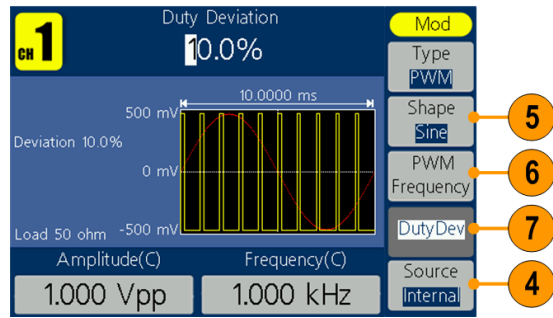 CH 1
Duty Deviation
10.0%
10.0000 ms
500 mV
Deviation 10.0%
0 mV
Load 50 ohm
-500 mV
Amplitude(C)
Frequency(C)
1.000 Vpp
1.000 kHz
Mod
Type
PWM
Shape
Sine
5
PWM
Frequency
6
DutyDev
7
Source
Internal
4